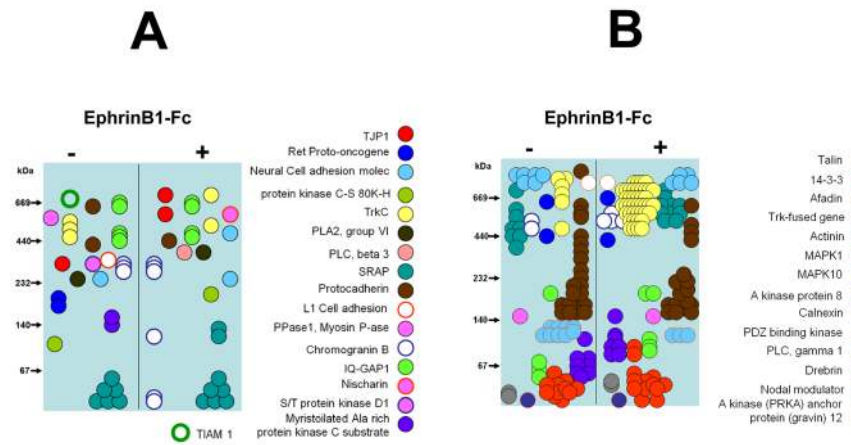 A
B
EphrinB1-Fc
- +
kDa
669
440
232
140
67
TIAM 1
TJP1
Ret Proto-oncogene
Neural Cell adhesion molec
protein kinase C-S 80K-H
TrkC
PLA2, group VI
PLC, beta 3
SRAP
Protocadherin
L1 Cell adhesion
PPase1, Myosin P-ase
Chromogranin B
IQ-GAP1
Nischarin
S/T protein kinase D1
Myristoilated Ala rich
protein kinase C substrate
EphrinB1-Fc
- +
kDa
669
440
232
140
67
Talin
14-3-3
Afadin
Trk-fused gene
Actinin
MAPK1
MAPK10
A kinase protein 8
Calnexin
PDZ binding kinase
PLC, gamma 1
Drebrin
Nodal modulator
A kinase (PRKA) anchor
protein (gravin) 12